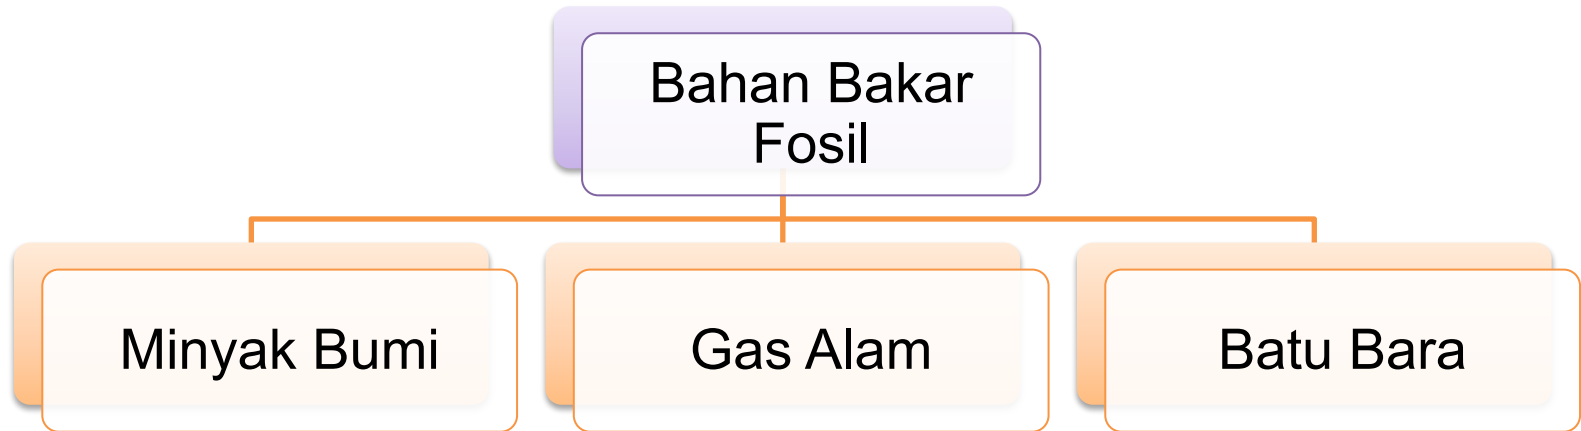 Bahan Bakar
Fosil
Minyak Bumi
Gas Alam
Batu Bara